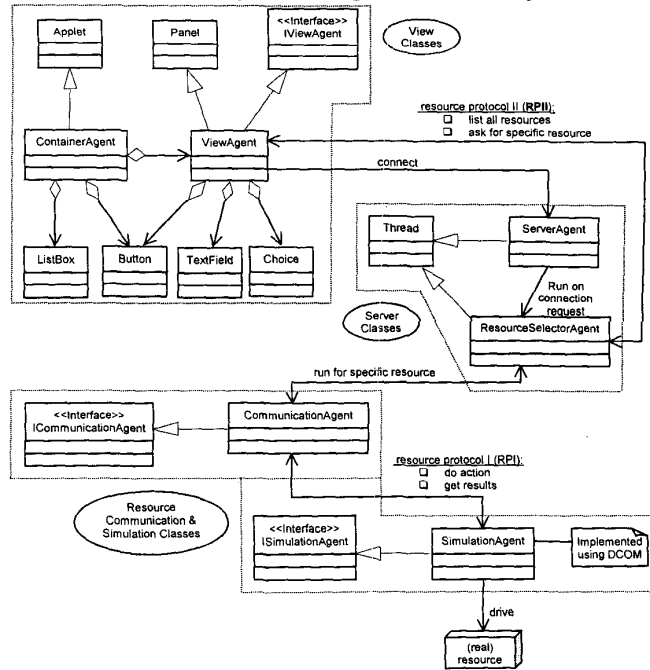 Applet
Panel
<<Interface>>
IViewAgent
View
Classes
resource protocol II (RPII):
list all resources
ask for specific resource
ContainerAgent
ViewAgent
connect
ListBox
Button
TextField
Choice
Thread
ServerAgent
Run on
connection
request
Server
Classes
ResourceSelectorAgent
run for specific resource
<<Interface>>
ICommunicationAgent
CommunicationAgent
resource protocol I (RPI):
do action
get results
Resource
Communication &
Simulation Classes
<<Interface>>
ISimulationAgent
SimulationAgent
Implemented
using DCOM
drive
(real)
resource